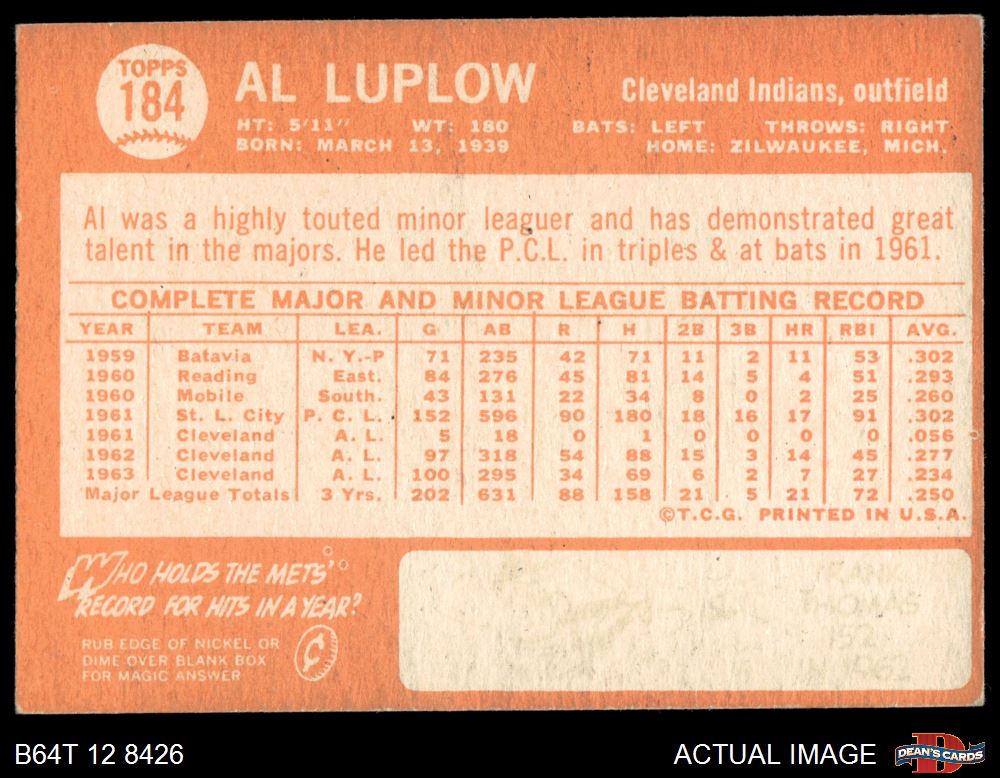 TOPPS
184
AL LUPLOW
Cleveland Indians, outfield
HT: 5'11" WT: 180 BATS: LEFT THROWS: RIGHT
BORN: MARCH 13, 1939 HOME: ZILWAUKEE, MICH.
Al was a highly touted minor leaguer and has demonstrated great
talent in the majors. He led the P.C.L. in triples & at bats in 1961.
COMPLETE MAJOR AND MINOR LEAGUE BATTING RECORD
YEAR TEAM LEA. G AB R H 2B 3B HR RBI AVG.
1959 Batavia N. Y.-P 71 235 42 71 11 2 11 53 .302
1960 Reading East. 84 276 45 81 14 5 4 51 .293
1960 Mobile South. 43 131 22 34 8 0 2 25 .260
1961 St. L. City P. C. L. 152 596 90 180 18 16 17 91 .302
1961 Cleveland A. L. 5 18 0 1 0 0 0 0 .056
1962 Cleveland A. L. 97 318 54 88 15 3 14 45 .277
1963 Cleveland A. L. 100 295 34 69 6 2 7 27 .234
Major League Totals 3 Yrs. 202 631 88 158 21 5 21 72 .250
©T.C.G. PRINTED IN U.S.A.
WHO HOLDS THE METS'
RECORD FOR HITS IN A YEAR?
RUB EDGE OF NICKEL OR
DIME OVER BLANK BOX
FOR MAGIC ANSWER
¢
FRANK
THOMAS
152
IN 1962
B64T 12 8426
ACTUAL IMAGE
DEAN'S CARDS